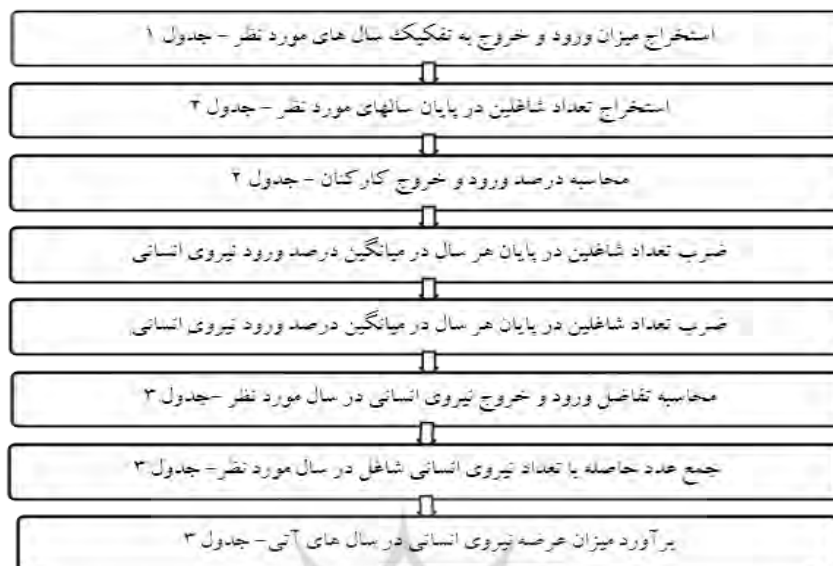 استخراج میزان ورود و خروج به تفکیک سال های مورد نظر - جدول ۱
استخراج تعداد شاغلین در پایان سالهای مورد نظر - جدول ۲
محاسبه درصد ورود و خروج کارکنان - جدول ۲
ضرب تعداد شاغلین در پایان هر سال در میانگین درصد ورود نیروی انسانی
ضرب تعداد شاغلین در پایان هر سال در میانگین درصد ورود نیروی انسانی
محاسبه تفاضل ورود و خروج نیروی انسانی در سال مورد نظر -جدول ۳
جمع عدد حاصله با تعداد نیروی انسانی شاغل در سال مورد نظر- جدول ۳
برآورد میزان عرضه نیروی انسانی در سال های آتی- جدول ۳